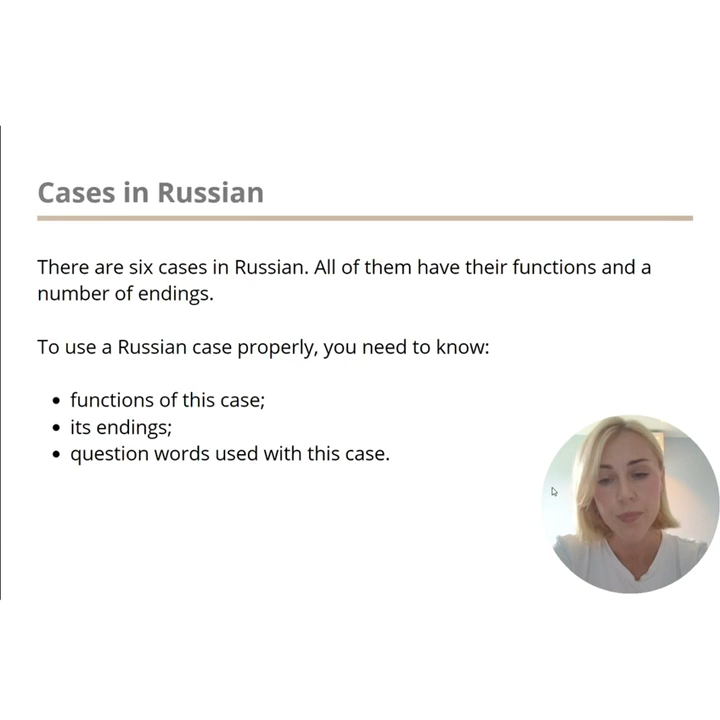 Cases in Russian
There are six cases in Russian. All of them have their functions and a
number of endings.
To use a Russian case properly, you need to know:
• functions of this case;
• its endings;
• question words used with this case.